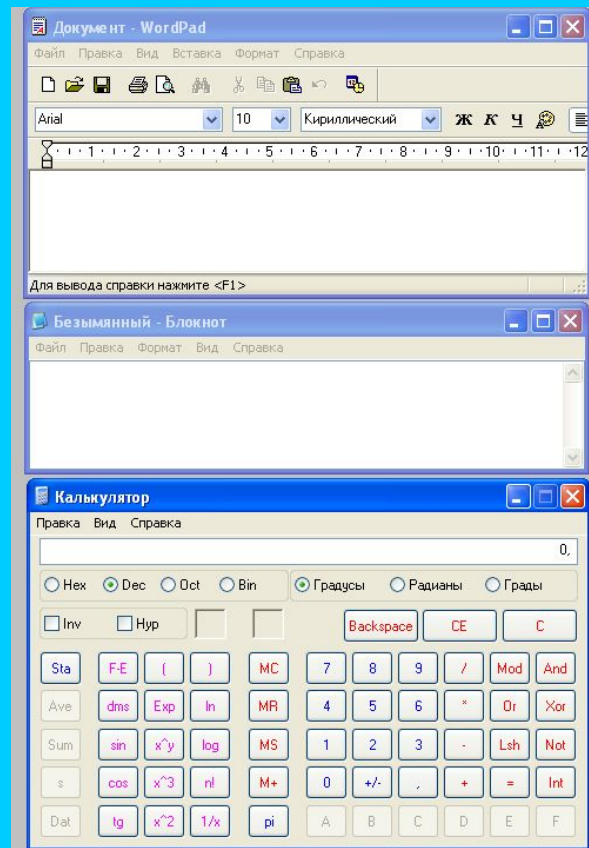 Документ - WordPad
Файл Правка Вид Вставка Формат Справка
Arial 10 Кириллический Ж К Ч
1 2 3 4 5 6 7 8 9 10 11 12
Для вывода справки нажмите <F1>
Безымянный - Блокнот
Файл Правка Формат Вид Справка
Калькулятор
Правка Вид Справка
0,
Hex Dec Oct Bin Градусы Радианы Грады
Inv Hyp Backspace CE C
Sta F-E ( ) MC 7 8 9 / Mod And
Ave dms Exp ln MR 4 5 6 * Or Xor
Sum sin x^y log MS 1 2 3 - Lsh Not
s cos x^3 n! M+ 0 +/- , + = Int
Dat tg x^2 1/x pi A B C D E F